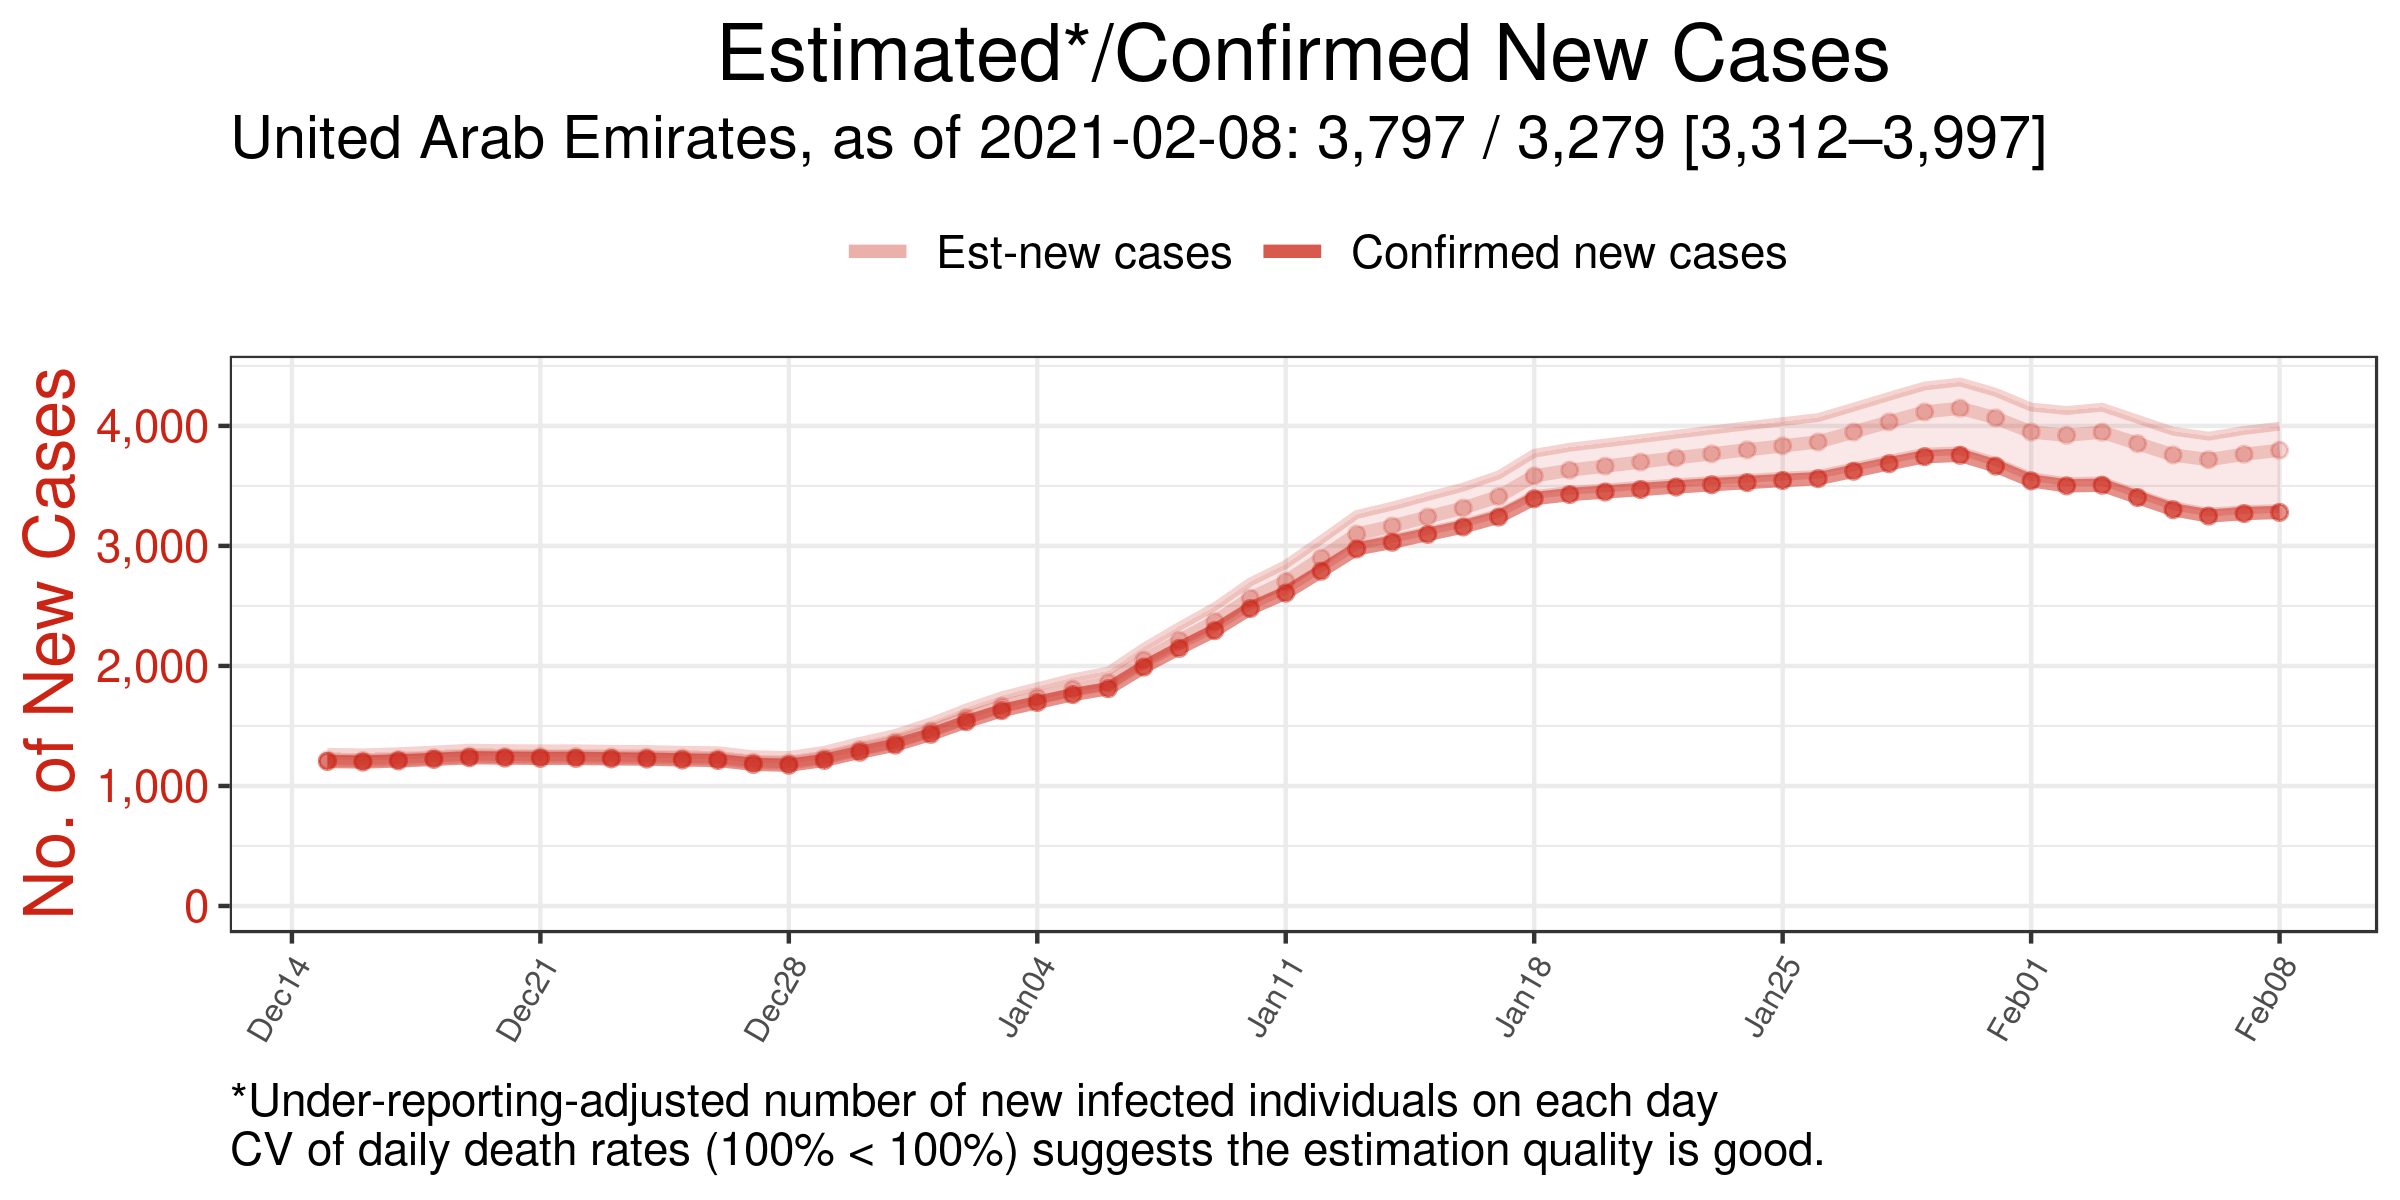 Estimated*/Confirmed New Cases
United Arab Emirates, as of 2021-02-08: 3,797 / 3,279 [3,312–3,997]
Est-new cases
Confirmed new cases
No. of New Cases
4,000
3,000
2,000
1,000
0
Dec14
Dec21
Dec28
Jan04
Jan11
Jan18
Jan25
Feb01
Feb08
*Under-reporting-adjusted number of new infected individuals on each day
CV of daily death rates (100% < 100%) suggests the estimation quality is good.